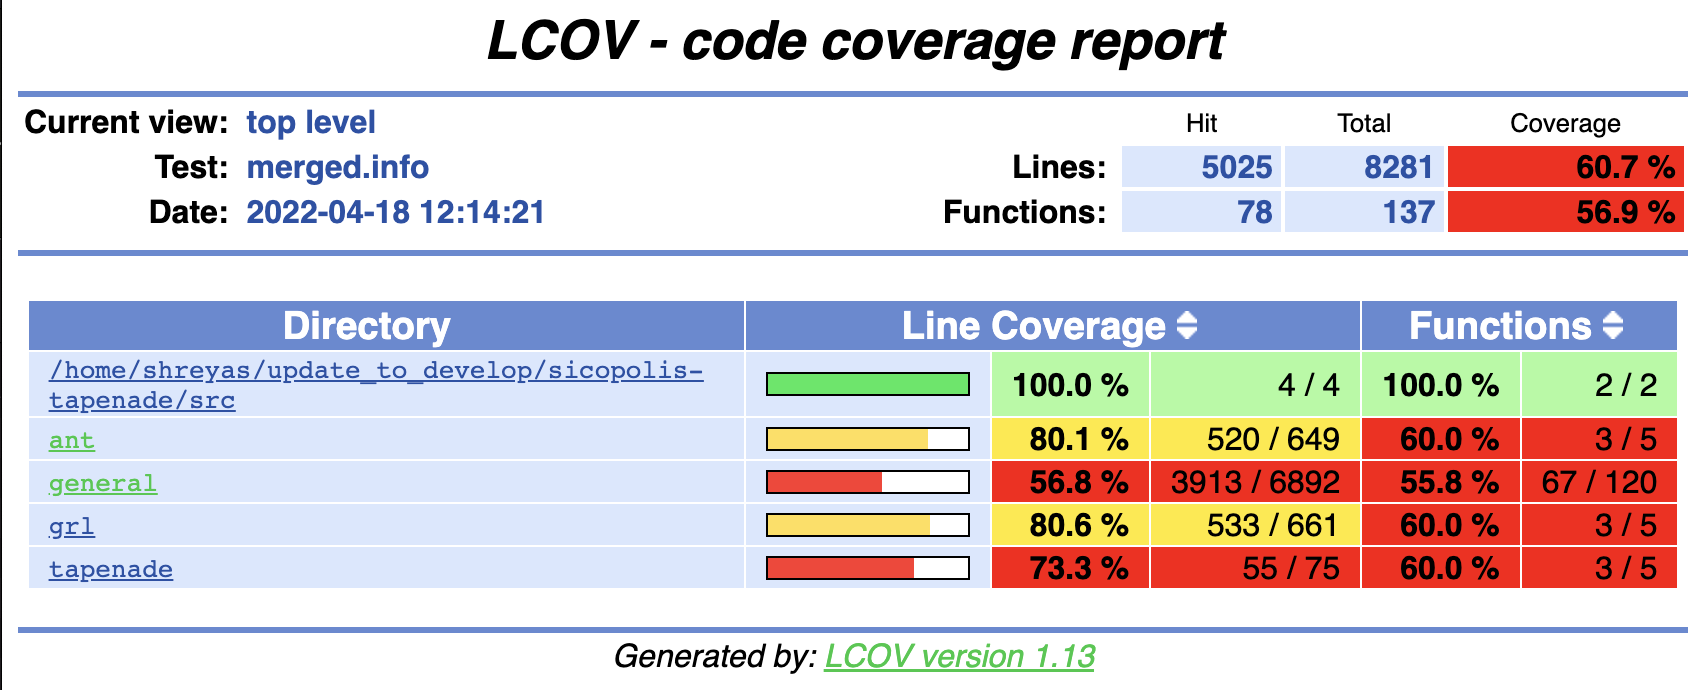 LCOV - code coverage report
Current view: top level
Hit Total Coverage
Test: merged.info
Lines: 5025 8281 60.7 %
Date: 2022-04-18 12:14:21
Functions: 78 137 56.9 %
Directory Line Coverage Functions
/home/shreyas/update_to_develop/sicopolis-
tapenade/src
100.0 % 4 / 4 100.0 % 2 / 2
ant 80.1 % 520 / 649 60.0 % 3 / 5
general 56.8 % 3913 / 6892 55.8 % 67 / 120
grl 80.6 % 533 / 661 60.0 % 3 / 5
tapenade 73.3 % 55 / 75 60.0 % 3 / 5
Generated by: LCOV version 1.13